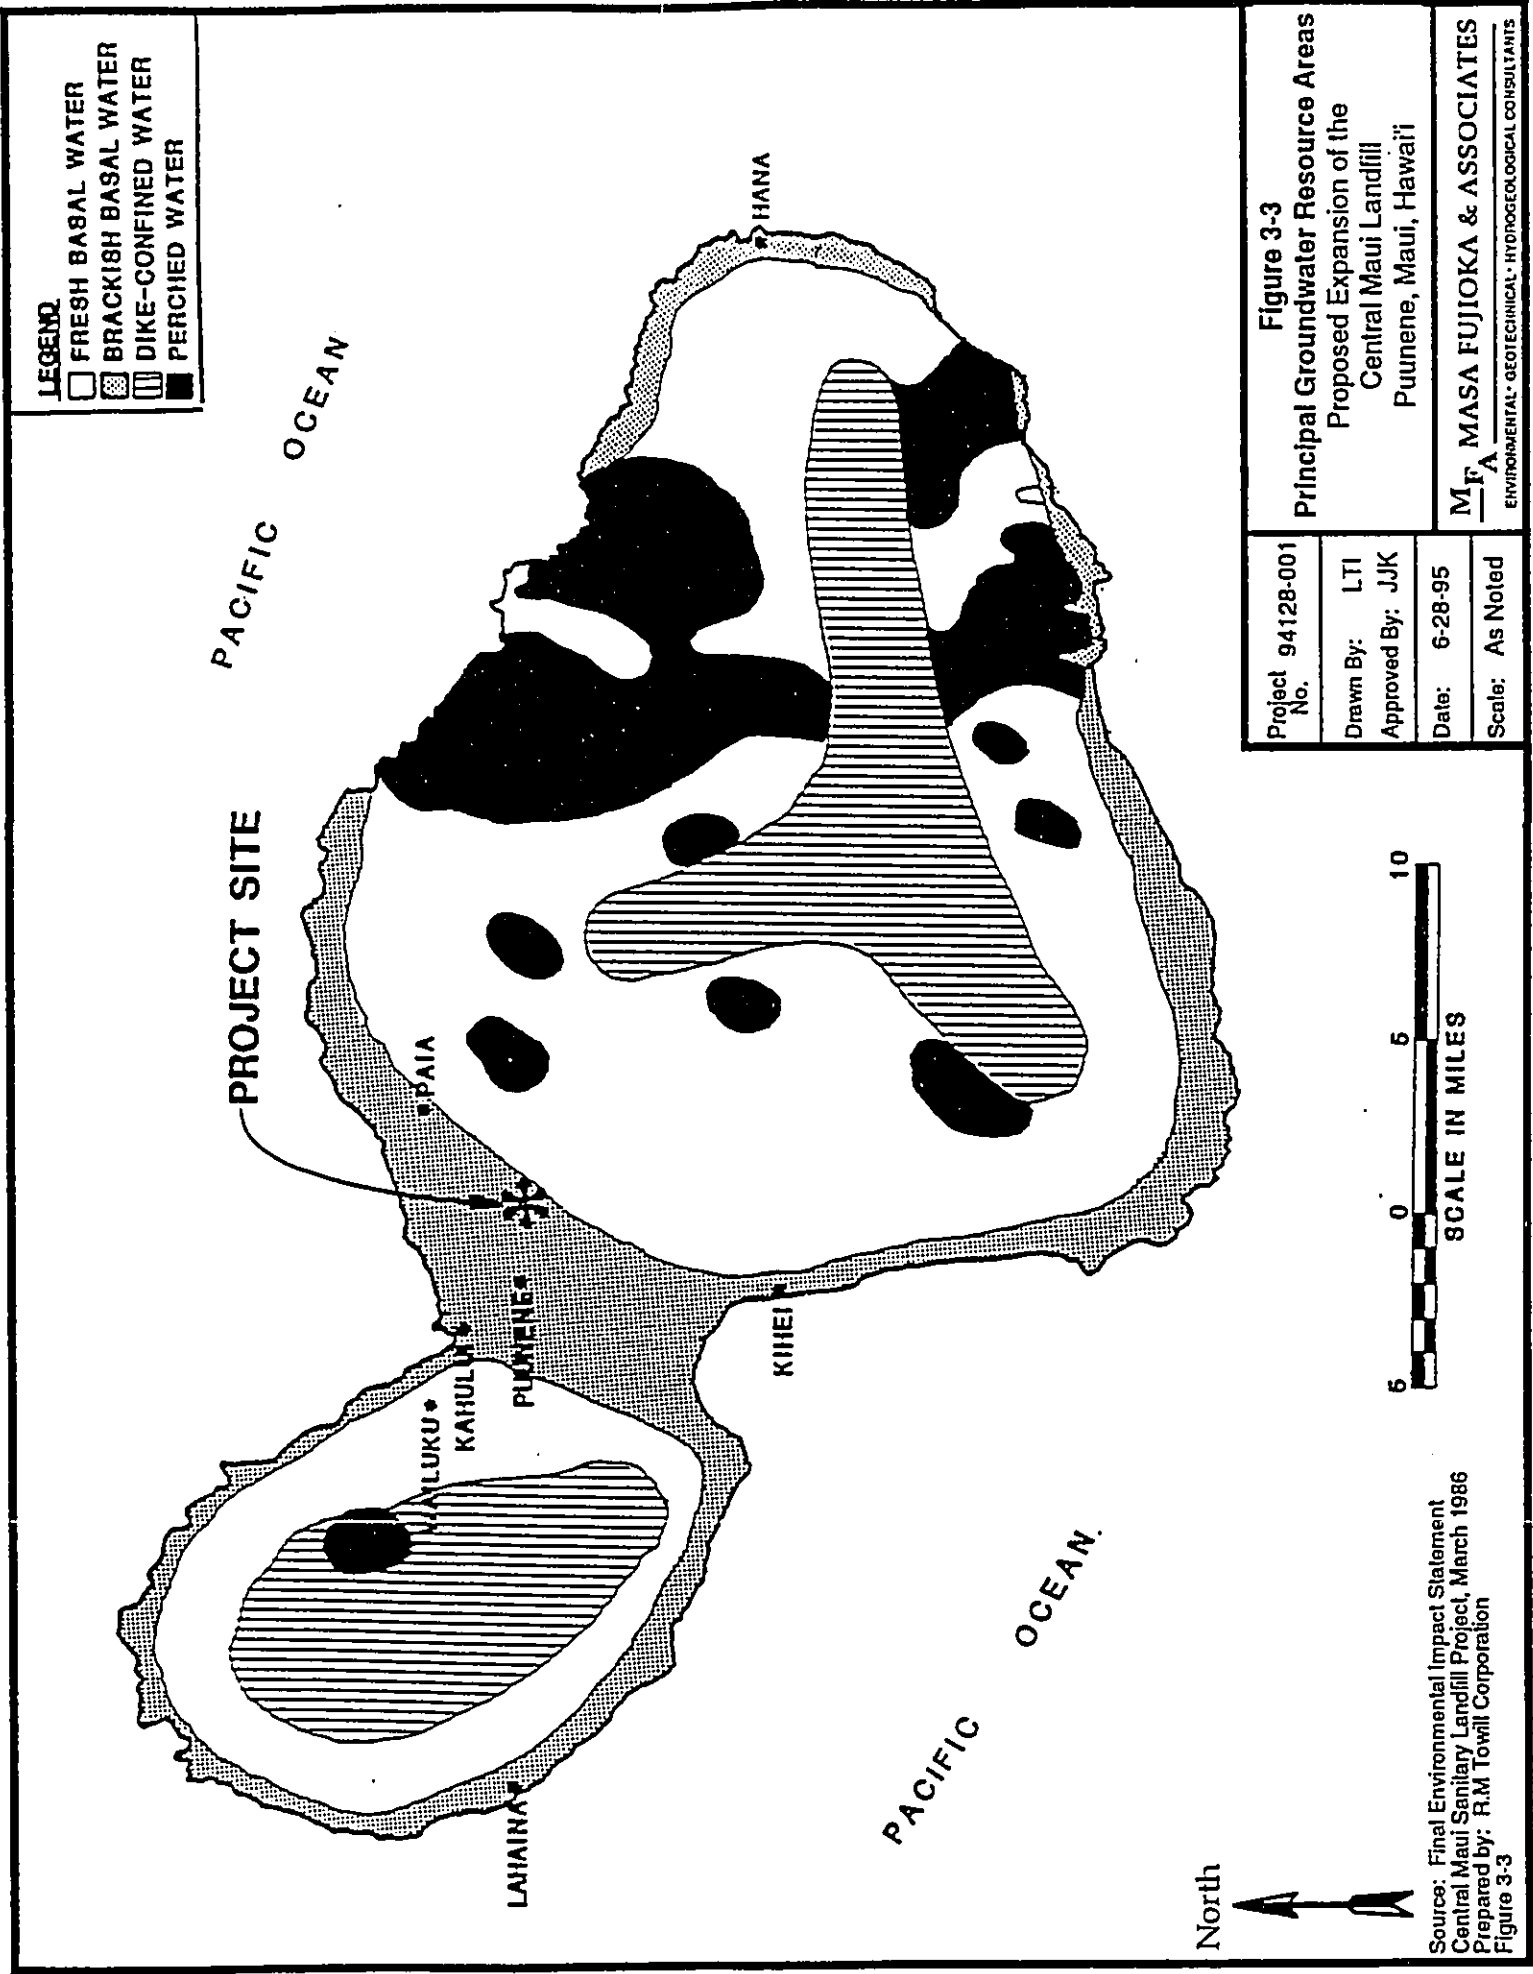 LEGEND
FRESH BASAL WATER
BRACKISH BASAL WATER
DIKE-CONFINED WATER
PERCHED WATER
PACIFIC OCEAN
PROJECT SITE
HANA
PAIA
KAHULUI
PUUNENE
KIHEI
LAHAINA
PACIFIC OCEAN.
North
5 0 5 10
SCALE IN MILES
Source: Final Environmental Impact Statement
Central Maui Sanitary Landfill Project, March 1986
Prepared by: R.M Towill Corporation
Figure 3-3
Project No. 94128-001
Drawn By: LTI
Approved By: JJK
Date: 6-28-95
Scale: As Noted
Figure 3-3
Principal Groundwater Resource Areas
Proposed Expansion of the
Central Maui Landfill
Puunene, Maui, Hawai'i
MFA MASA FUJIOKA & ASSOCIATES
ENVIRONMENTAL • GEOTECHNICAL • HYDROGEOLOGICAL CONSULTANTS